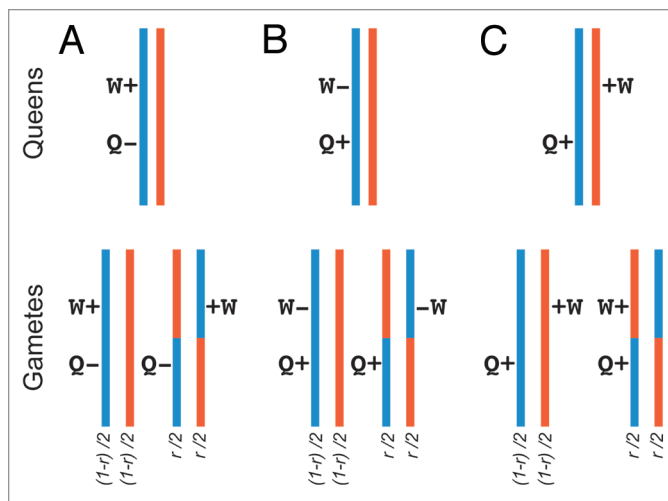 A
B
C
Queens
W+
Q–
W–
Q+
+W
Q+
Gametes
W+
Q–
Q–
+W
W–
Q+
Q+
–W
Q+
+W
W+
Q+
(1-r) /2
(1-r) /2
r /2
r /2
(1-r) /2
(1-r) /2
r /2
r /2
(1-r) /2
(1-r) /2
r /2
r /2